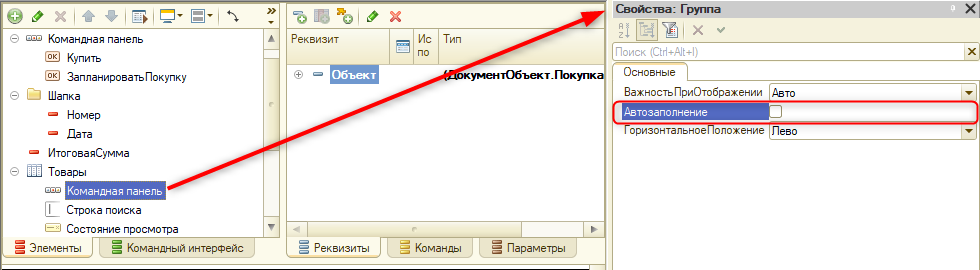 Командная панель
Купить
ЗапланироватьПокупку
Шапка
Номер
Дата
ИтоговаяСумма
Товары
Командная панель
Строка поиска
Состояние просмотра
Элементы
Командный интерфейс
Реквизит
Ис
по
Тип
Объект
(ДокументОбъект.Покупка
Реквизиты
Команды
Параметры
Свойства: Группа
Поиск (Ctrl+Alt+I)
Основные
ВажностьПриОтображении Авто
Автозаполнение
ГоризонтальноеПоложение Лево